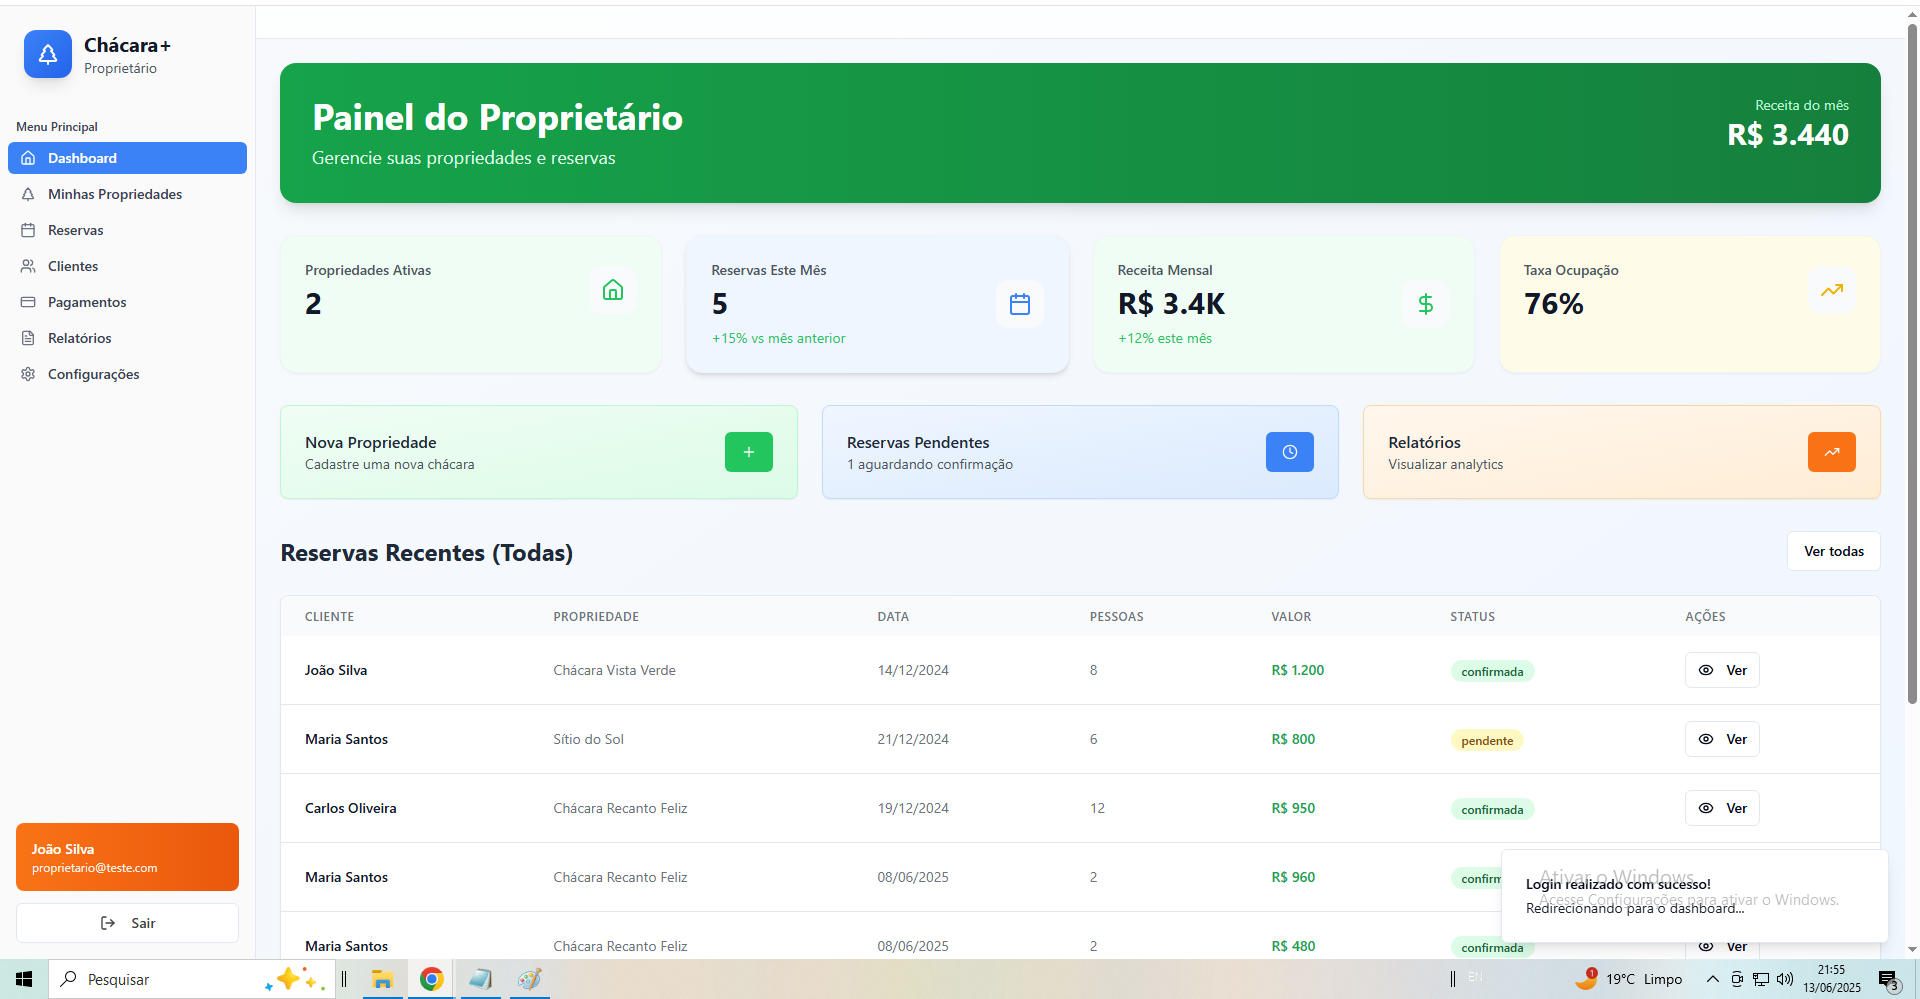 Chácara+
Proprietário
Menu Principal
Dashboard
Minhas Propriedades
Reservas
Clientes
Pagamentos
Relatórios
Configurações
João Silva
proprietario@teste.com
Sair
Painel do Proprietário
Gerencie suas propriedades e reservas
Receita do mês
R$ 3.440
Propriedades Ativas
2
Reservas Este Mês
5
+15% vs mês anterior
Receita Mensal
R$ 3.4K
+12% este mês
Taxa Ocupação
76%
Nova Propriedade
Cadastre uma nova chácara
Reservas Pendentes
1 aguardando confirmação
Relatórios
Visualizar analytics
Reservas Recentes (Todas)
Ver todas
CLIENTE PROPRIEDADE DATA PESSOAS VALOR STATUS AÇÕES
João Silva Chácara Vista Verde 14/12/2024 8 R$ 1.200 confirmada Ver
Maria Santos Sítio do Sol 21/12/2024 6 R$ 800 pendente Ver
Carlos Oliveira Chácara Recanto Feliz 19/12/2024 12 R$ 950 confirmada Ver
Maria Santos Chácara Recanto Feliz 08/06/2025 2 R$ 960 confirm
Maria Santos Chácara Recanto Feliz 08/06/2025 2 R$ 480 confirmada Ver
Ativar o Windows
Login realizado com sucesso!
Acesse Configurações para ativar o Windows.
Redirecionando para o dashboard...
Pesquisar
EN
1
19°C Limpo
21:55
13/06/2025
3